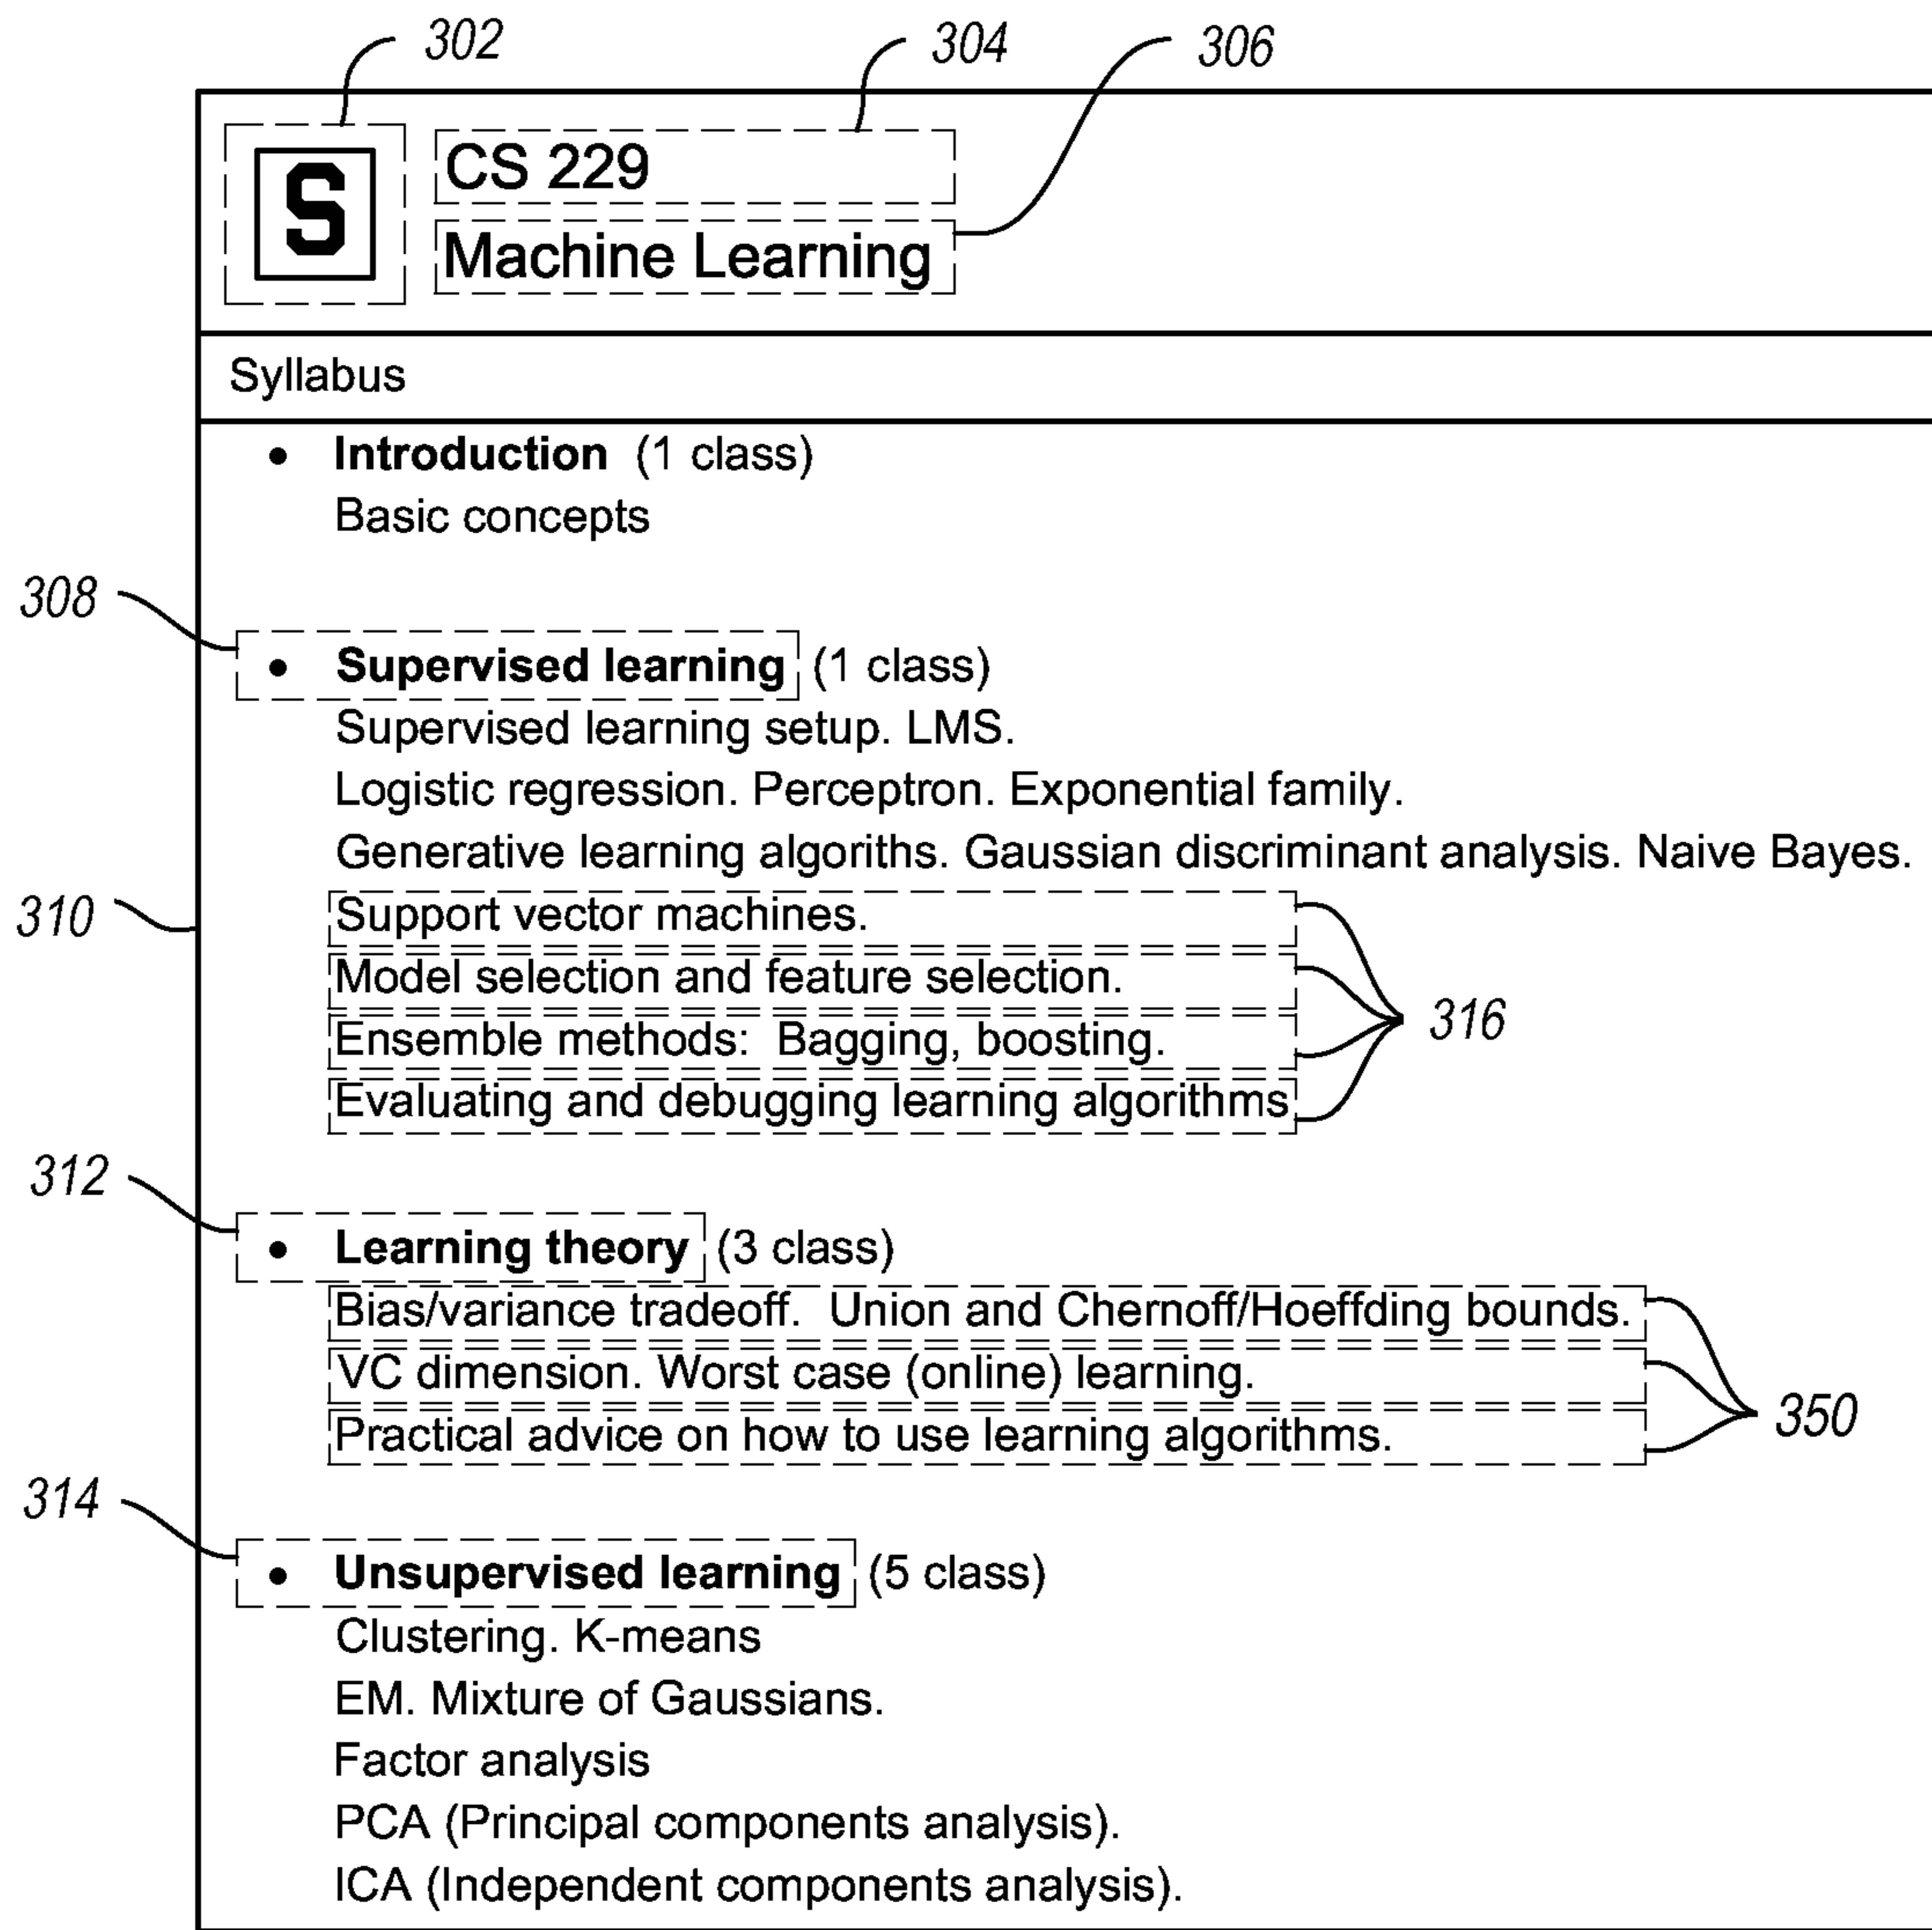 302
304
306
S
CS 229
Machine Learning
Syllabus
• Introduction (1 class)
Basic concepts
308
• Supervised learning (1 class)
Supervised learning setup. LMS.
Logistic regression. Perceptron. Exponential family.
Generative learning algoriths. Gaussian discriminant analysis. Naive Bayes.
310
Support vector machines.
Model selection and feature selection.
316
Ensemble methods: Bagging, boosting.
Evaluating and debugging learning algorithms
312
• Learning theory (3 class)
Bias/variance tradeoff. Union and Chernoff/Hoeffding bounds.
VC dimension. Worst case (online) learning.
350
Practical advice on how to use learning algorithms.
314
• Unsupervised learning (5 class)
Clustering. K-means
EM. Mixture of Gaussians.
Factor analysis
PCA (Principal components analysis).
ICA (Independent components analysis).